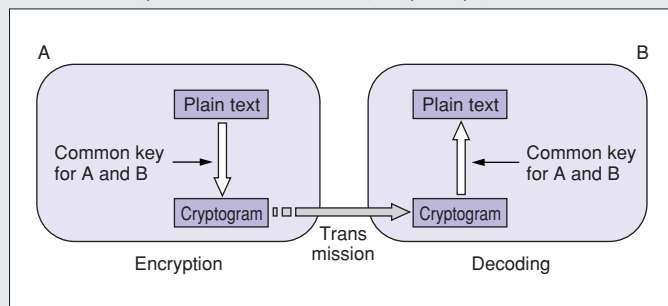 A
B
Plain text
Plain text
Common key
for A and B
Common key
for A and B
Cryptogram
Cryptogram
Trans
mission
Encryption
Decoding